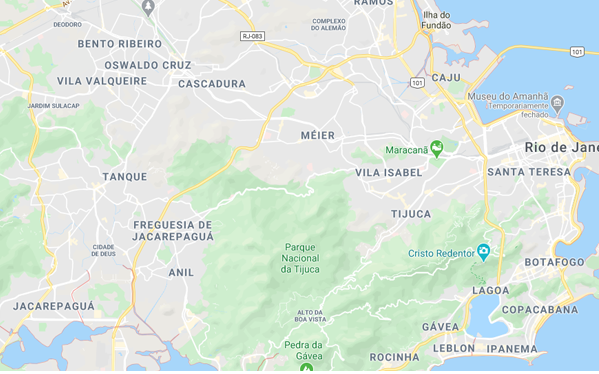 RAMOS
DEODORO
COMPLEXO
DO ALEMÃO
Ilha do
Fundão
RJ-083
BENTO RIBEIRO
101
OSWALDO CRUZ
VILA VALQUEIRE
CASCADURA
CAJU
101
Museu do Amanhã
Temporariamente
fechado
JARDIM SULACAP
MÉIER
Maracanã
Rio de Jane
TANQUE
VILA ISABEL
SANTA TERESA
FREGUESIA DE
JACAREPAGUÁ
TIJUCA
CIDADE
DE DEUS
Parque
Nacional
da Tijuca
Cristo Redentor
BOTAFOGO
ANIL
LAGOA
JACAREPAGUÁ
ALTO DA
BOA VISTA
COPACABANA
GÁVEA
Pedra da
Gávea
ROCINHA
LEBLON
IPANEMA